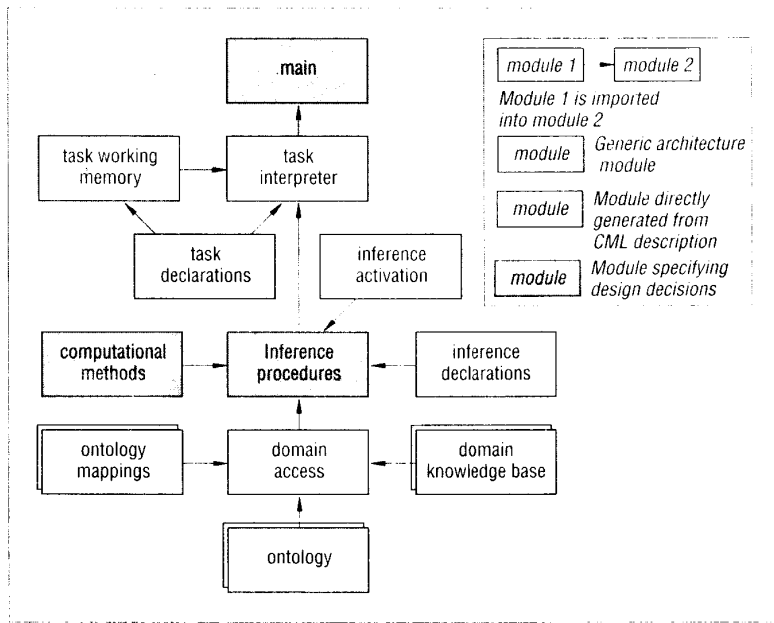 main
task working
memory
task
interpreter
task
declarations
inference
activation
computational
methods
Inference
procedures
inference
declarations
ontology
mappings
domain
access
domain
knowledge base
ontology
module 1
module 2
Module 1 is imported
into module 2
module
Generic architecture
module
module
Module directly
generated from
CML description
module
Module specifying
design decisions